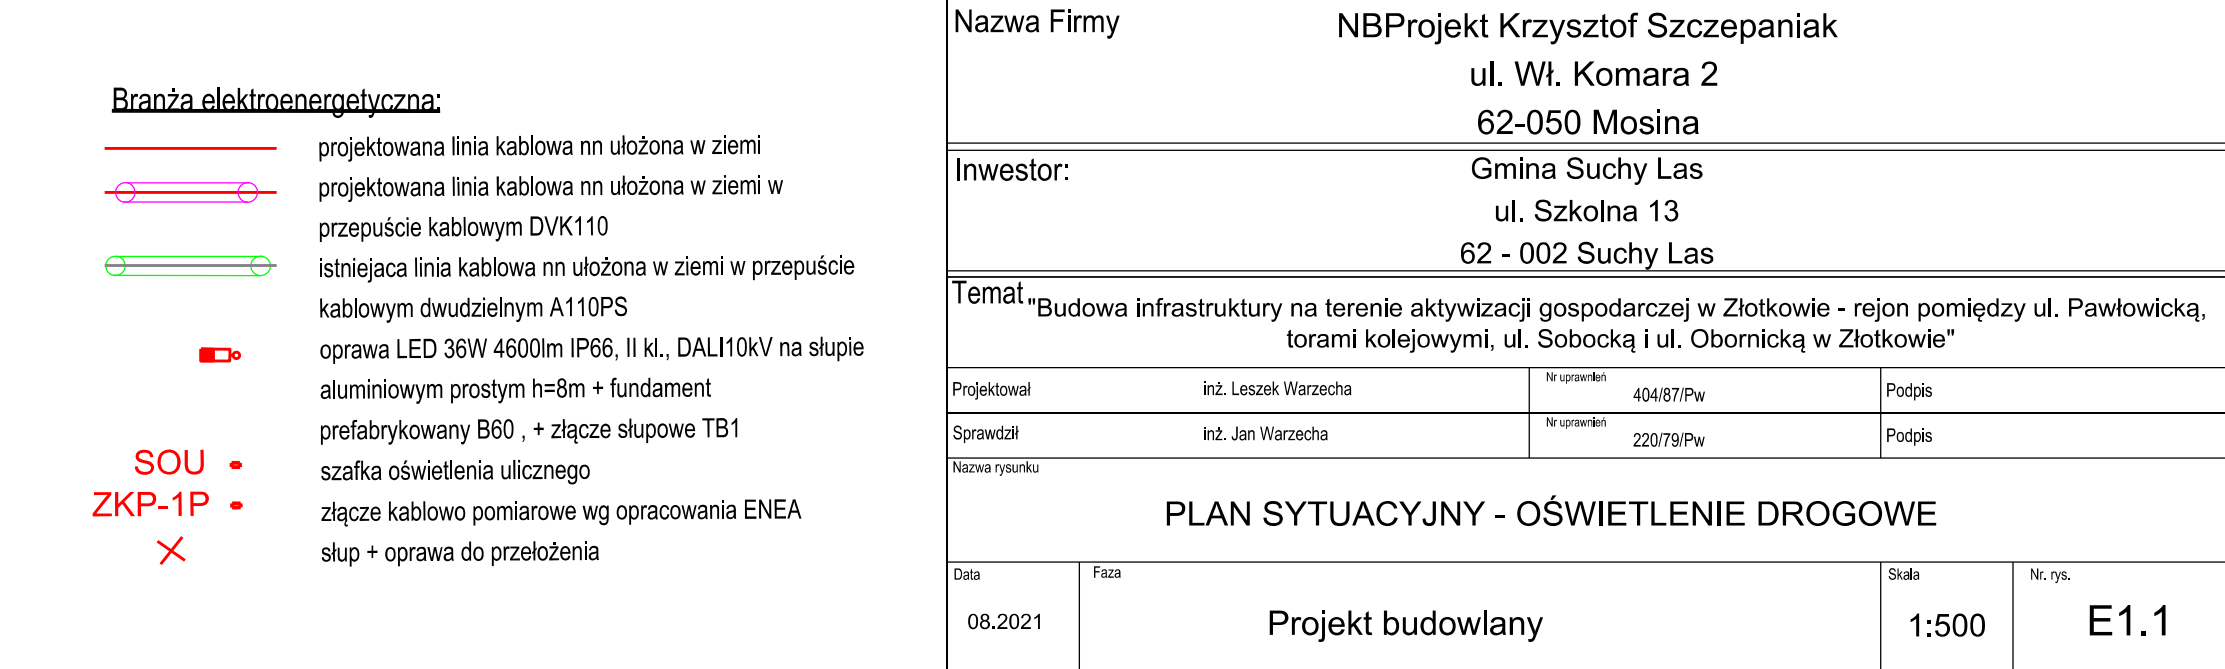 Branża elektroenergetyczna:
projektowana linia kablowa nn ułożona w ziemi
projektowana linia kablowa nn ułożona w ziemi w
przepuście kablowym DVK110
istniejaca linia kablowa nn ułożona w ziemi w przepuście
kablowym dwudzielnym A110PS
oprawa LED 36W 4600lm IP66, II kl., DALI10kV na słupie
aluminiowym prostym h=8m + fundament
prefabrykowany B60 , + złącze słupowe TB1
SOU szafka oświetlenia ulicznego
ZKP-1P złącze kablowo pomiarowe wg opracowania ENEA
słup + oprawa do przełożenia
Nazwa Firmy NBProjekt Krzysztof Szczepaniak
ul. Wł. Komara 2
62-050 Mosina
Inwestor: Gmina Suchy Las
ul. Szkolna 13
62 - 002 Suchy Las
Temat "Budowa infrastruktury na terenie aktywizacji gospodarczej w Złotkowie - rejon pomiędzy ul. Pawłowicką,
torami kolejowymi, ul. Sobocką i ul. Obornicką w Złotkowie"
Projektował inż. Leszek Warzecha Nr uprawnień 404/87/Pw Podpis
Sprawdził inż. Jan Warzecha Nr uprawnień 220/79/Pw Podpis
Nazwa rysunku
PLAN SYTUACYJNY - OŚWIETLENIE DROGOWE
Data Faza Skala Nr. rys.
08.2021 Projekt budowlany 1:500 E1.1